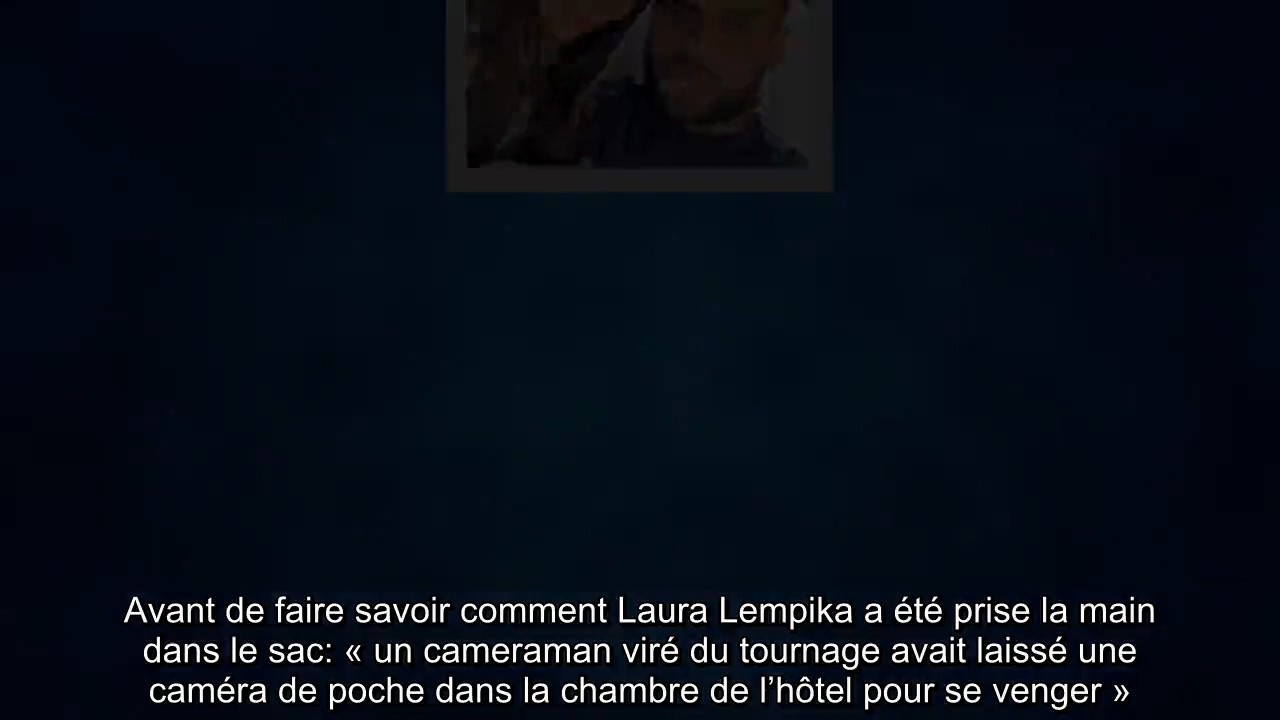 Avant de faire savoir comment Laura Lempika a été prise la main
dans le sac: « un cameraman viré du tournage avait laissé une
caméra de poche dans la chambre de l’hôtel pour se venger »